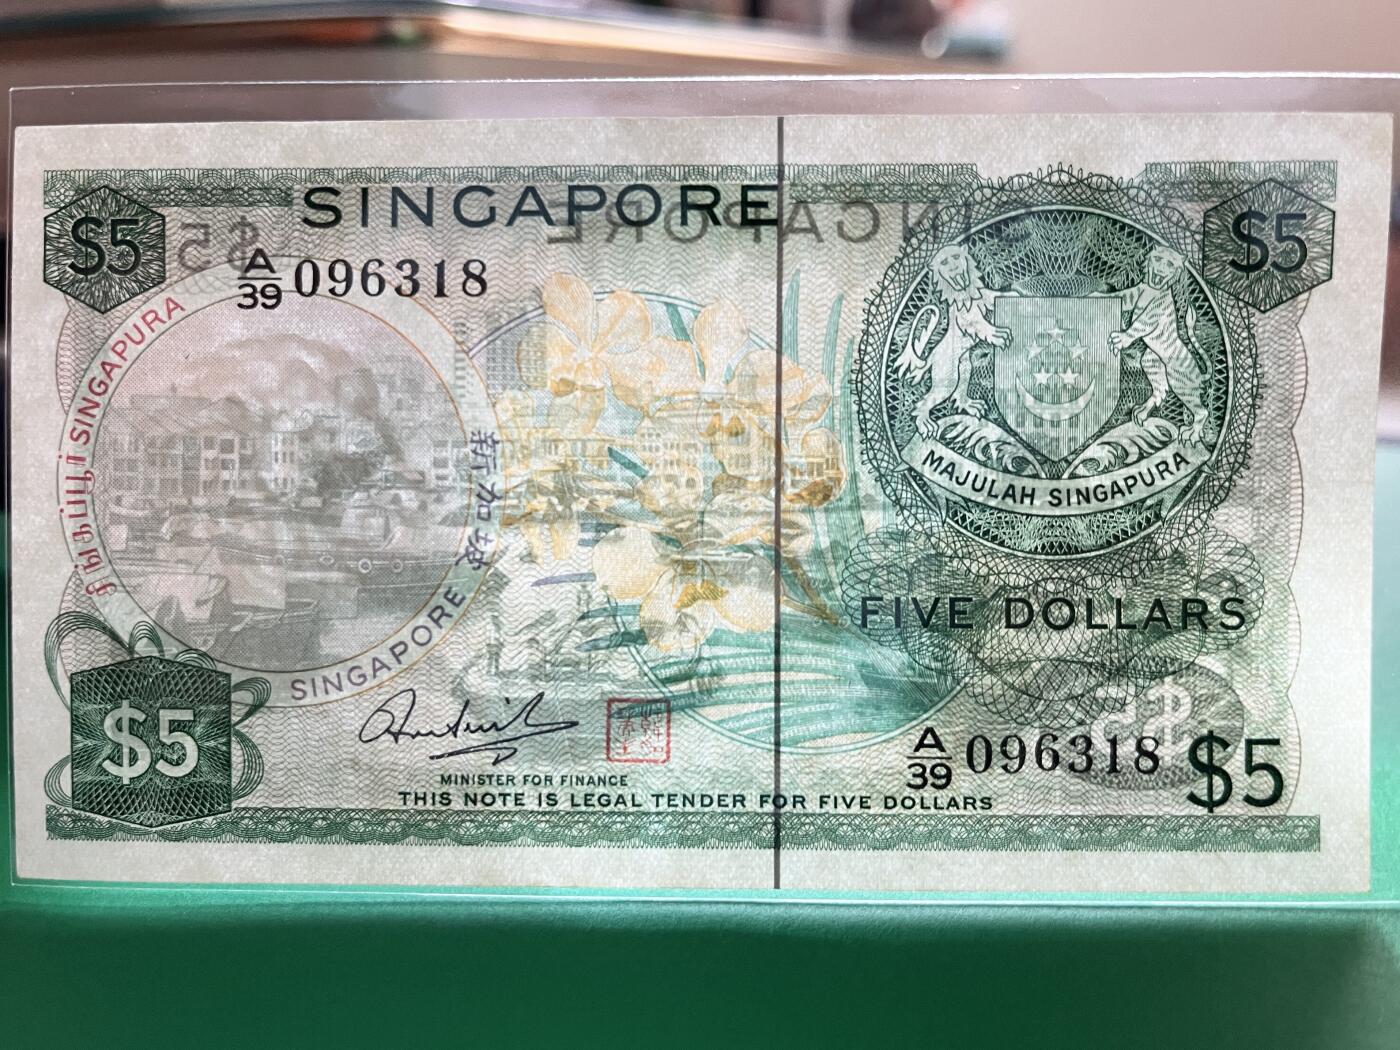 SINGAPORE
$5
$5
A/39 096318
சிங்கப்பூர் SINGAPURA
新加坡
SINGAPORE
MAJULAH SINGAPURA
FIVE DOLLARS
$5
MINISTER FOR FINANCE
THIS NOTE IS LEGAL TENDER FOR FIVE DOLLARS
A/39 096318
$5